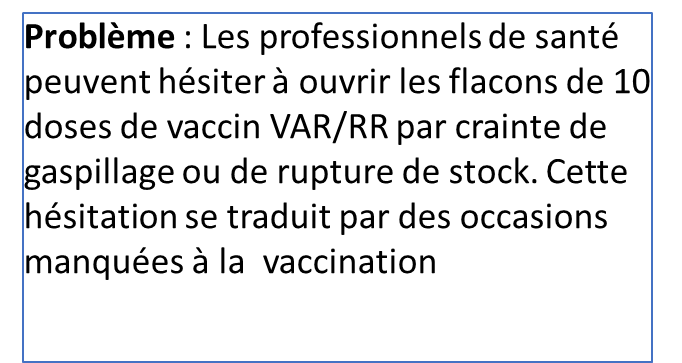 Problème : Les professionnels de santé
peuvent hésiter à ouvrir les flacons de 10
doses de vaccin VAR/RR par crainte de
gaspillage ou de rupture de stock. Cette
hésitation se traduit par des occasions
manquées à la  vaccination